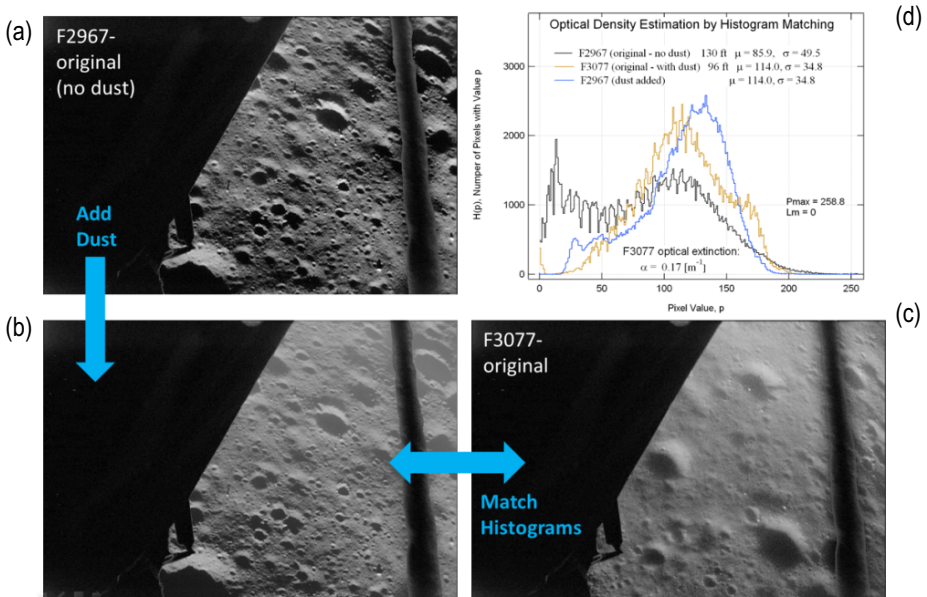 (a)
F2967-
original
(no dust)
Add
Dust
(b)
(d)
Optical Density Estimation by Histogram Matching
F2967 (original - no dust) 130 ft μ = 85.9, σ = 49.5
F3077 (original - with dust) 96 ft μ = 114.0, σ = 34.8
F2967 (dust added) μ = 114.0, σ = 34.8
H(p), Numper of Pixels with Value p
3000
2000
1000
0
Pmax = 258.8
Lm = 0
F3077 optical extinction:
α = 0.17 [m⁻¹]
0 50 100 150 200 250
Pixel Value, p
(c)
F3077-
original
Match
Histograms